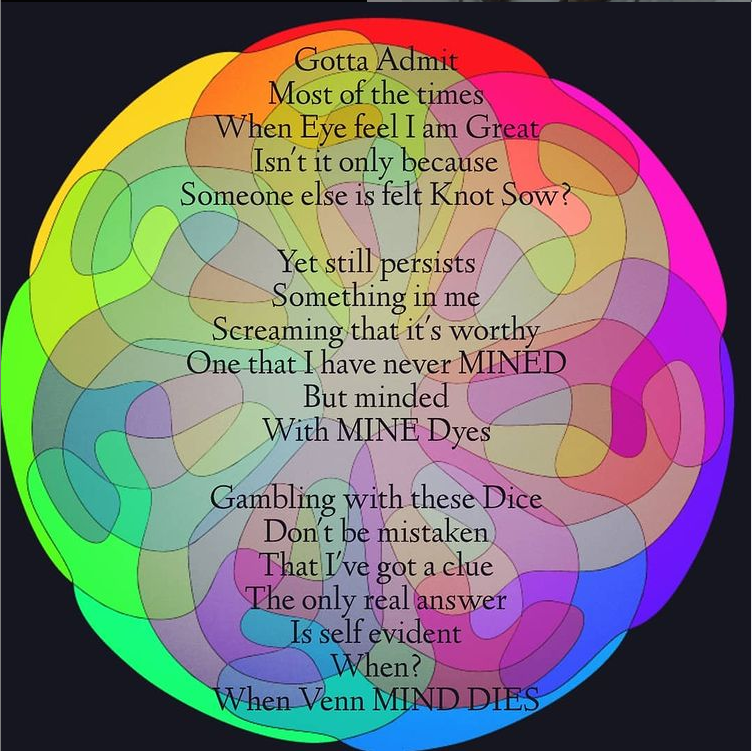 Gotta Admit
Most of the times
When Eye feel I am Great
Isn't it only because
Someone else is felt Knot Sow?
Yet still persists
Something in me
Screaming that it's worthy
One that I have never MINED
But minded
With MINE Dyes
Gambling with these Dice
Don't be mistaken
That I've got a clue
The only real answer
Is self evident
When?
When Venn MIND DIES